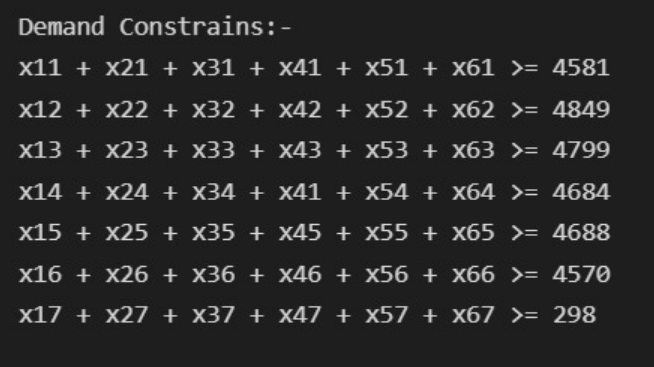 Demand Constrains:-
x11 + x21 + x31 + x41 + x51 + x61 >= 4581
x12 + x22 + x32 + x42 + x52 + x62 >= 4849
x13 + x23 + x33 + x43 + x53 + x63 >= 4799
x14 + x24 + x34 + x41 + x54 + x64 >= 4684
x15 + x25 + x35 + x45 + x55 + x65 >= 4688
x16 + x26 + x36 + x46 + x56 + x66 >= 4570
x17 + x27 + x37 + x47 + x57 + x67 >= 298